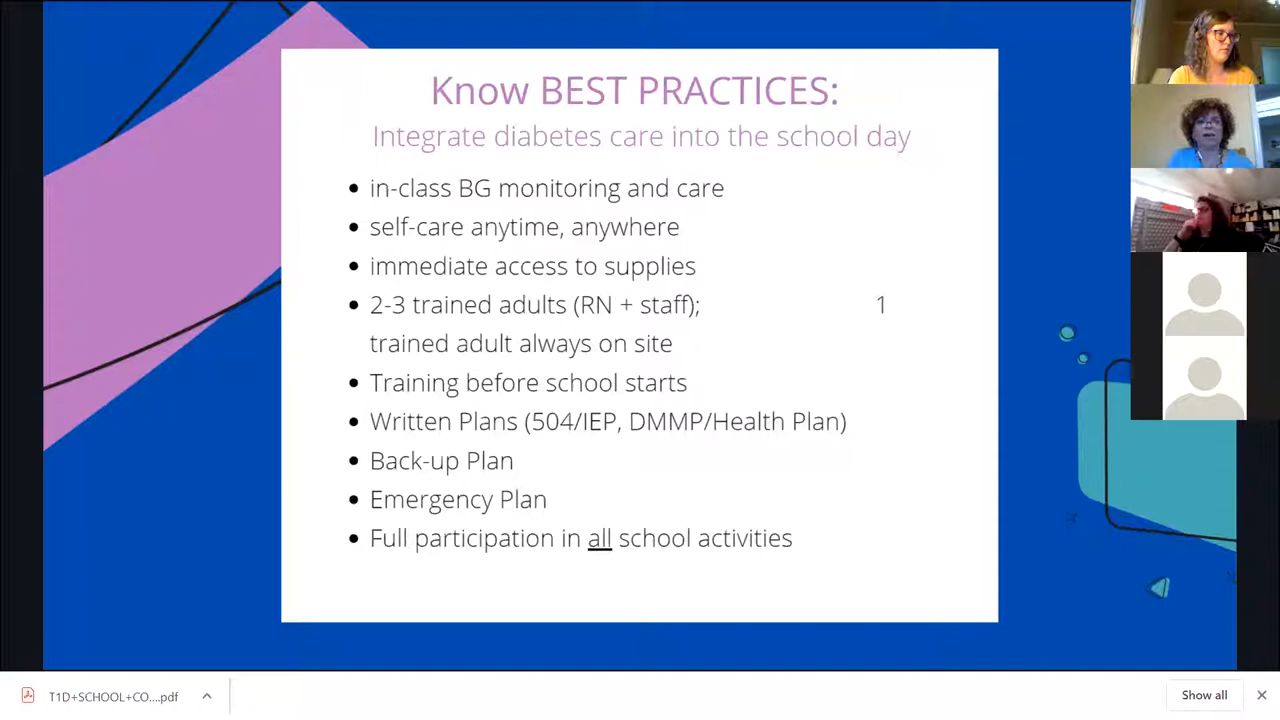 Know BEST PRACTICES:
Integrate diabetes care into the school day
• in-class BG monitoring and care
• self-care anytime, anywhere
• immediate access to supplies
• 2-3 trained adults (RN + staff); 1
trained adult always on site
• Training before school starts
• Written Plans (504/IEP, DMMP/Health Plan)
• Back-up Plan
• Emergency Plan
• Full participation in all school activities
T1D+SCHOOL+CO....pdf
Show all